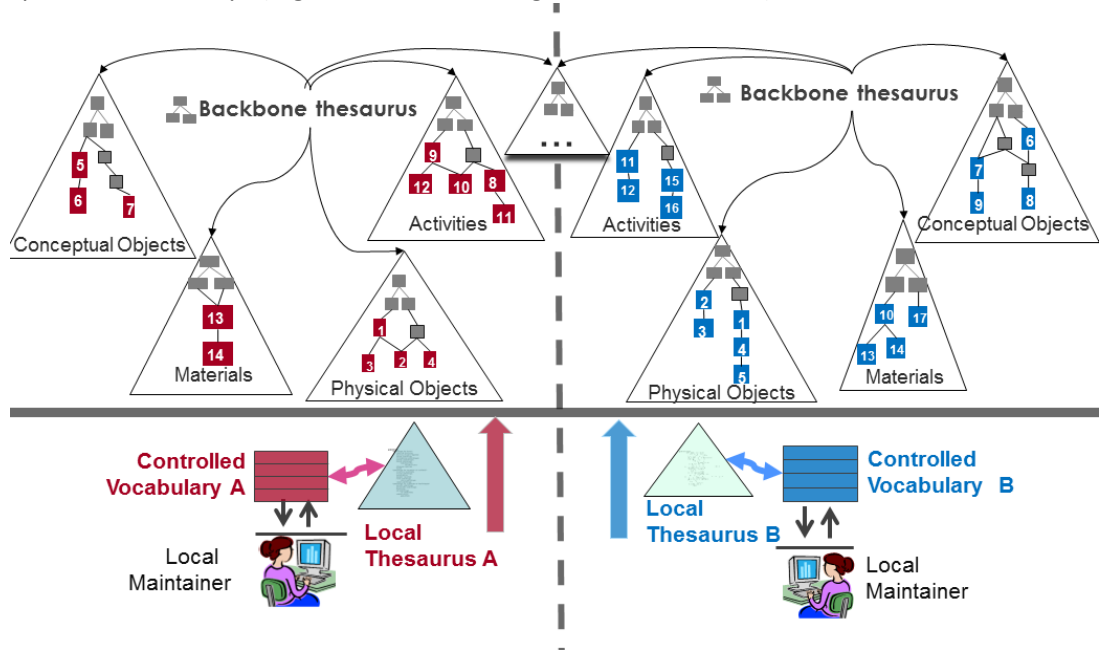 Backbone thesaurus
Backbone thesaurus
...
5
6
7
Conceptual Objects
9
12
10
8
11
Activities
11
12
15
16
Activities
6
7
9
8
Conceptual Objects
13
14
Materials
1
3
2
4
Physical Objects
2
3
1
4
5
Physical Objects
10
17
13
14
Materials
Controlled
Vocabulary A
Local
Thesaurus A
Local
Maintainer
Controlled
Vocabulary B
Local
Thesaurus B
Local
Maintainer